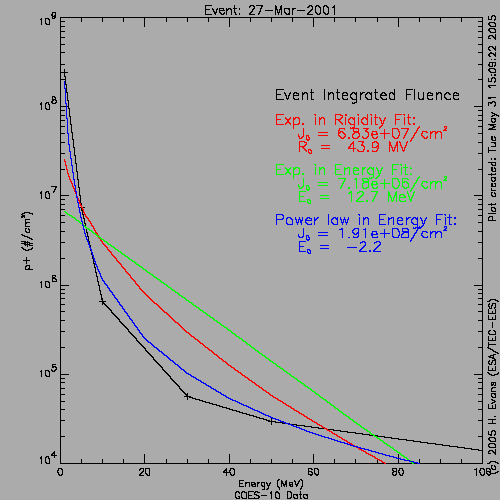 Event: 27-Mar-2001
10⁹
10⁸
10⁷
10⁶
10⁵
10⁴
p+ (#/cm²)
Event Integrated Fluence
Exp. in Rigidity Fit:
J₀ = 6.83e+07/cm²
R₀ = 43.9 MV
Exp. in Energy Fit:
J₀ = 7.18e+06/cm²
E₀ = 12.7 MeV
Power law in Energy Fit:
J₀ = 1.91e+08/cm²
E₀ = -2.2
0 20 40 60 80 100
Energy (MeV)
GOES-10 Data
Plot created: Tue May 31 15:09:22 2005
(c) 2005 H. Evans (ESA/TEC-EES)